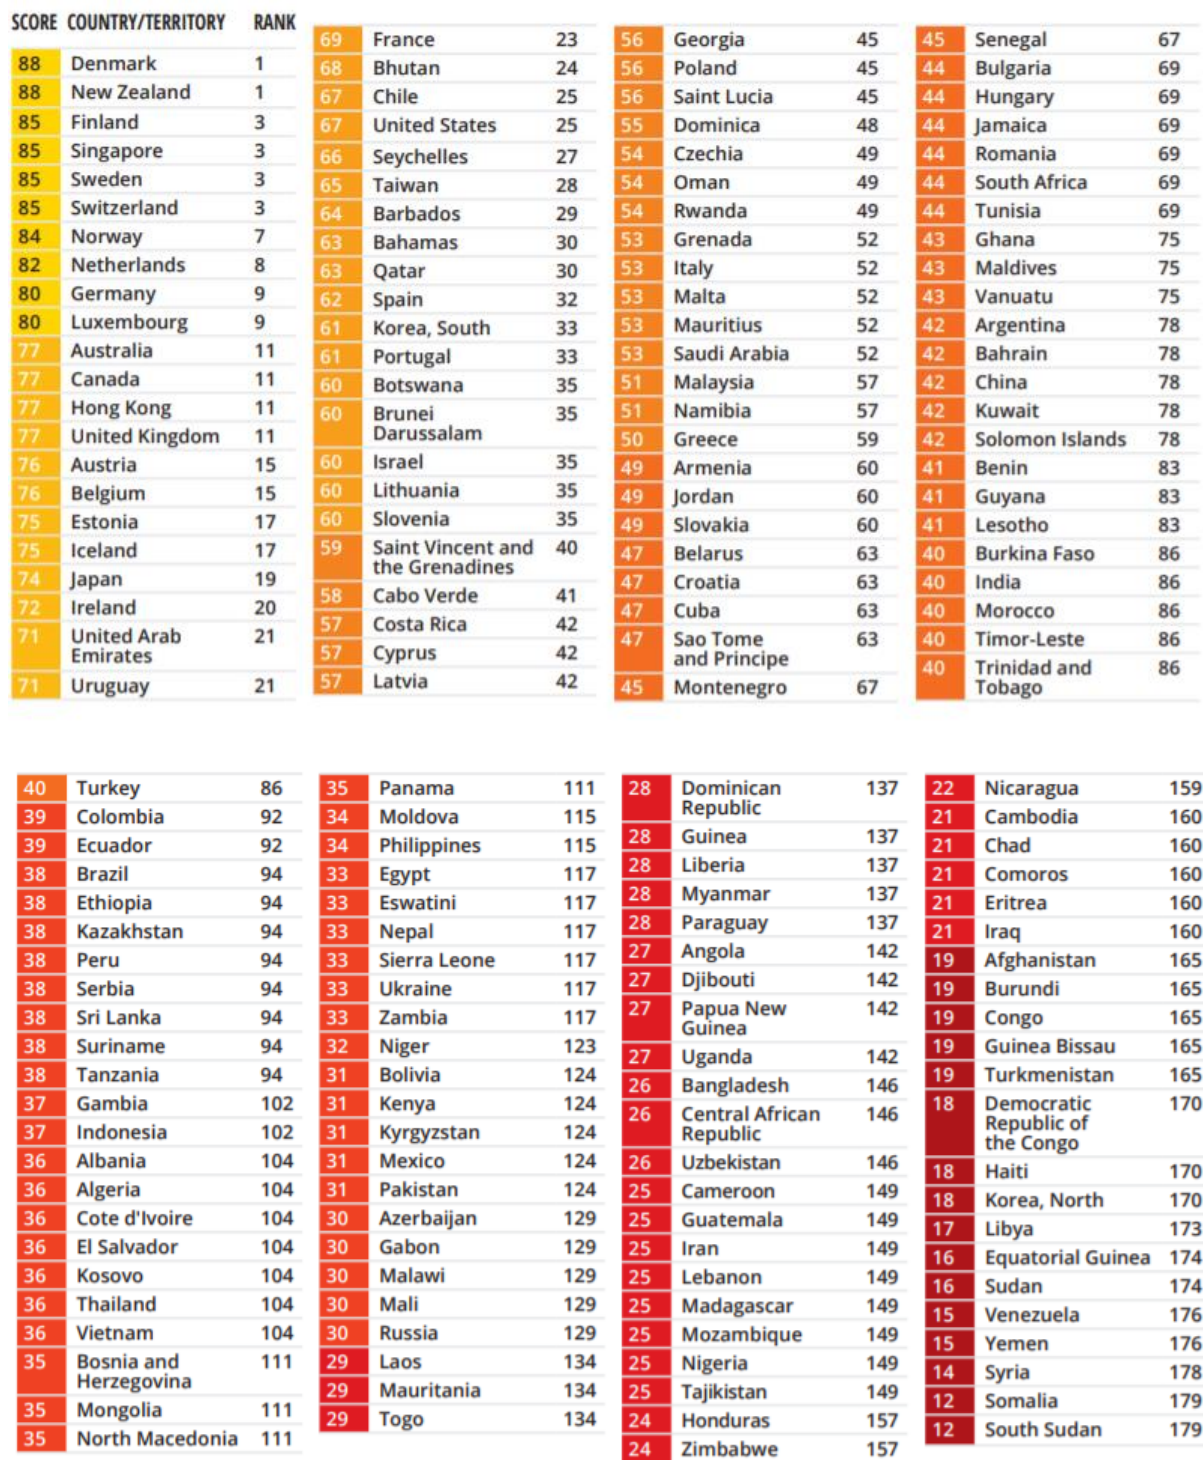 SCORE COUNTRY/TERRITORY RANK
88 Denmark 1
88 New Zealand 1
85 Finland 3
85 Singapore 3
85 Sweden 3
85 Switzerland 3
84 Norway 7
82 Netherlands 8
80 Germany 9
80 Luxembourg 9
77 Australia 11
77 Canada 11
77 Hong Kong 11
77 United Kingdom 11
76 Austria 15
76 Belgium 15
75 Estonia 17
75 Iceland 17
74 Japan 19
72 Ireland 20
71 United Arab 21
Emirates
71 Uruguay 21
69 France 23
68 Bhutan 24
67 Chile 25
67 United States 25
66 Seychelles 27
65 Taiwan 28
64 Barbados 29
63 Bahamas 30
63 Qatar 30
62 Spain 32
61 Korea, South 33
61 Portugal 33
60 Botswana 35
60 Brunei 35
Darussalam
60 Israel 35
60 Lithuania 35
60 Slovenia 35
59 Saint Vincent and 40
the Grenadines
58 Cabo Verde 41
57 Costa Rica 42
57 Cyprus 42
57 Latvia 42
56 Georgia 45
56 Poland 45
56 Saint Lucia 45
55 Dominica 48
54 Czechia 49
54 Oman 49
54 Rwanda 49
53 Grenada 52
53 Italy 52
53 Malta 52
53 Mauritius 52
53 Saudi Arabia 52
51 Malaysia 57
51 Namibia 57
50 Greece 59
49 Armenia 60
49 Jordan 60
49 Slovakia 60
47 Belarus 63
47 Croatia 63
47 Cuba 63
47 Sao Tome 63
and Principe
45 Montenegro 67
45 Senegal 67
44 Bulgaria 69
44 Hungary 69
44 Jamaica 69
44 Romania 69
44 South Africa 69
44 Tunisia 69
43 Ghana 75
43 Maldives 75
43 Vanuatu 75
42 Argentina 78
42 Bahrain 78
42 China 78
42 Kuwait 78
42 Solomon Islands 78
41 Benin 83
41 Guyana 83
41 Lesotho 83
40 Burkina Faso 86
40 India 86
40 Morocco 86
40 Timor-Leste 86
40 Trinidad and 86
Tobago
40 Turkey 86
39 Colombia 92
39 Ecuador 92
38 Brazil 94
38 Ethiopia 94
38 Kazakhstan 94
38 Peru 94
38 Serbia 94
38 Sri Lanka 94
38 Suriname 94
38 Tanzania 94
37 Gambia 102
37 Indonesia 102
36 Albania 104
36 Algeria 104
36 Cote d'Ivoire 104
36 El Salvador 104
36 Kosovo 104
36 Thailand 104
36 Vietnam 104
35 Bosnia and 111
Herzegovina
35 Mongolia 111
35 North Macedonia 111
35 Panama 111
34 Moldova 115
34 Philippines 115
33 Egypt 117
33 Eswatini 117
33 Nepal 117
33 Sierra Leone 117
33 Ukraine 117
33 Zambia 117
32 Niger 123
31 Bolivia 124
31 Kenya 124
31 Kyrgyzstan 124
31 Mexico 124
31 Pakistan 124
30 Azerbaijan 129
30 Gabon 129
30 Malawi 129
30 Mali 129
30 Russia 129
29 Laos 134
29 Mauritania 134
29 Togo 134
28 Dominican 137
Republic
28 Guinea 137
28 Liberia 137
28 Myanmar 137
28 Paraguay 137
27 Angola 142
27 Djibouti 142
27 Papua New 142
Guinea
27 Uganda 142
26 Bangladesh 146
26 Central African 146
Republic
26 Uzbekistan 146
25 Cameroon 149
25 Guatemala 149
25 Iran 149
25 Lebanon 149
25 Madagascar 149
25 Mozambique 149
25 Nigeria 149
25 Tajikistan 149
24 Honduras 157
24 Zimbabwe 157
22 Nicaragua 159
21 Cambodia 160
21 Chad 160
21 Comoros 160
21 Eritrea 160
21 Iraq 160
19 Afghanistan 165
19 Burundi 165
19 Congo 165
19 Guinea Bissau 165
19 Turkmenistan 165
18 Democratic 170
Republic of
the Congo
18 Haiti 170
18 Korea, North 170
17 Libya 173
16 Equatorial Guinea 174
16 Sudan 174
15 Venezuela 176
15 Yemen 176
14 Syria 178
12 Somalia 179
12 South Sudan 179